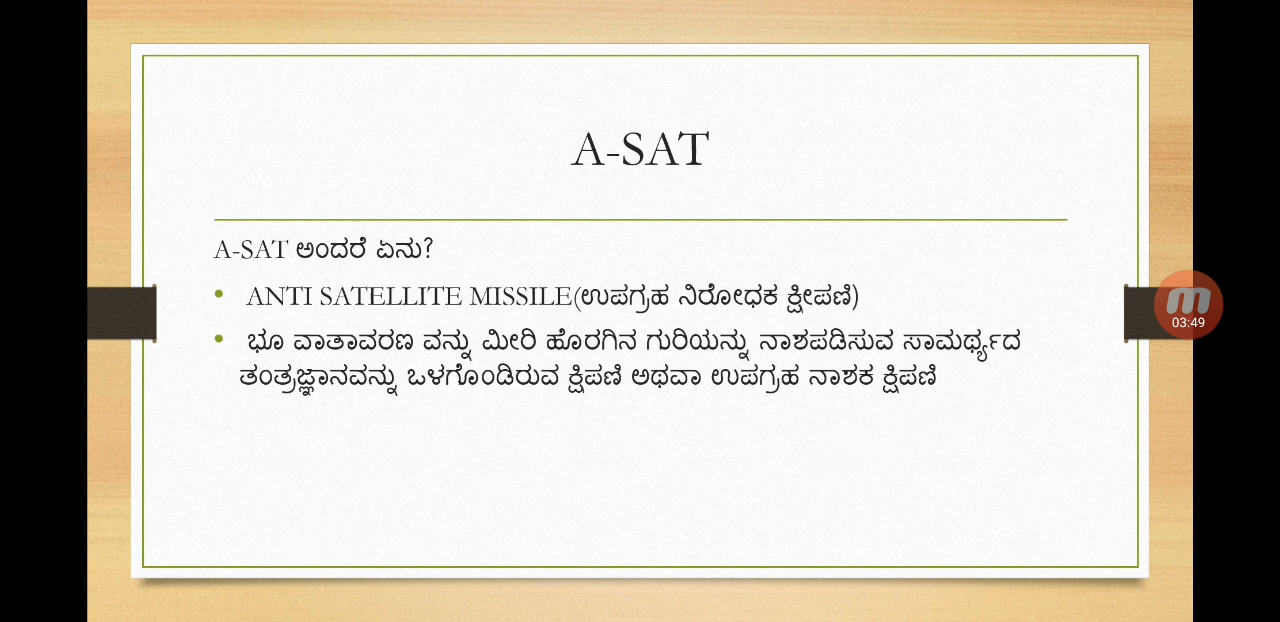 A-SAT
A-SAT ಅಂದರೆ ಏನು?
• ANTI SATELLITE MISSILE(ಉಪಗ್ರಹ ನಿರೋಧಕ ಕ್ಷೀಪಣಿ)
• ಭೂ ವಾತಾವರಣ ವನ್ನು ಮೀರಿ ಹೊರಗಿನ ಗುರಿಯನ್ನು ನಾಶಪಡಿಸುವ ಸಾಮರ್ಥ್ಯದ
ತಂತ್ರಜ್ಞಾನವನ್ನು ಒಳಗೊಂಡಿರುವ ಕ್ಷಿಪಣಿ ಅಥವಾ ಉಪಗ್ರಹ ನಾಶಕ ಕ್ಷಿಪಣಿ
03:49